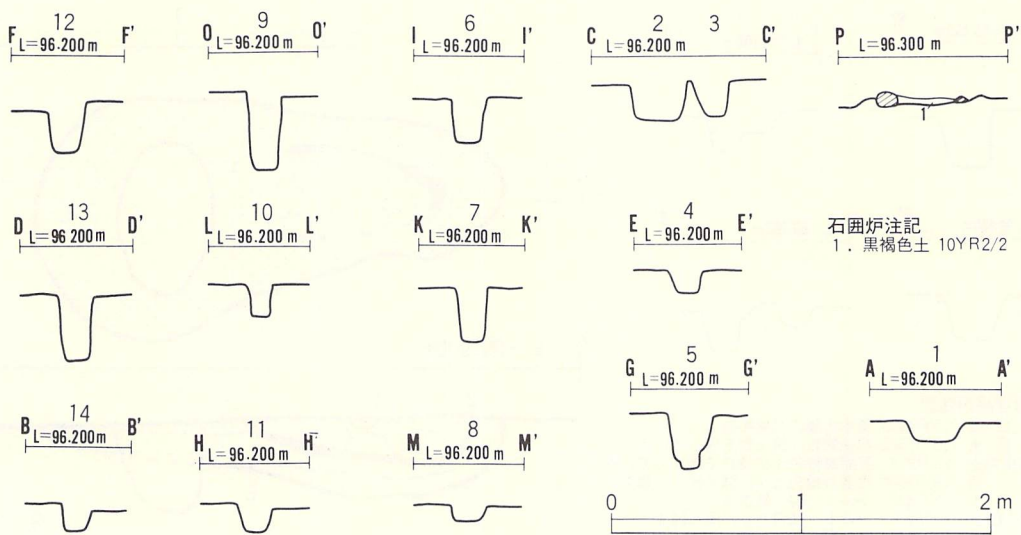 12
F F'
L=96.200 m
9
O O'
L=96.200 m
6
I I'
L=96.200 m
2 3
C C'
L=96.200 m
P P'
L=96.300 m
1
13
D D'
L=96 200 m
10
L L'
L=96.200 m
7
K K'
L=96.200 m
4
E E'
L=96.200 m
石囲炉注記
1．黒褐色土 10YR2/2
5
G G'
L=96.200 m
1
A A'
L=96.200 m
14
B B'
L=96.200 m
11
H H'
L=96.200 m
8
M M'
L=96.200 m
0 1 2 m